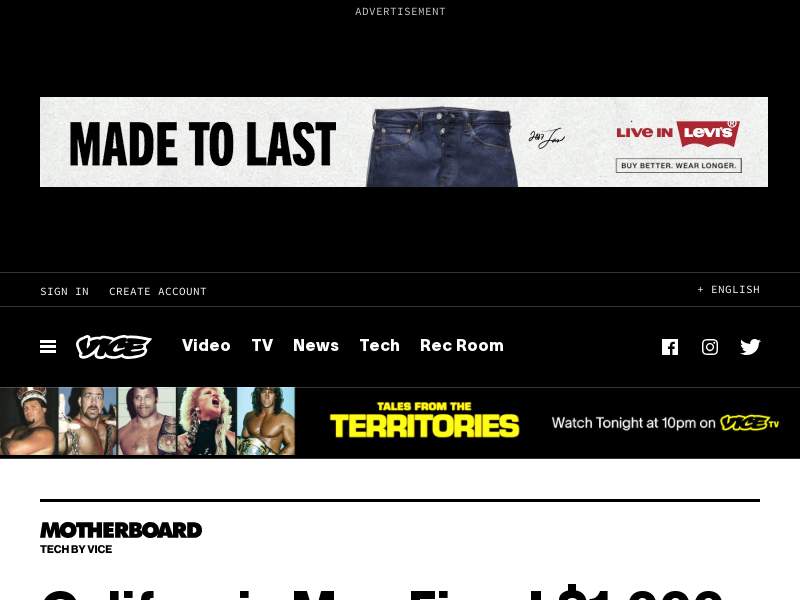 ADVERTISEMENT
MADE TO LAST
LIVE IN LEVI'S®
BUY BETTER. WEAR LONGER.
SIGN IN CREATE ACCOUNT + ENGLISH
VICE Video TV News Tech Rec Room
TALES FROM THE
TERRITORIES
Watch Tonight at 10pm on VICE TV
MOTHERBOARD
TECH BY VICE